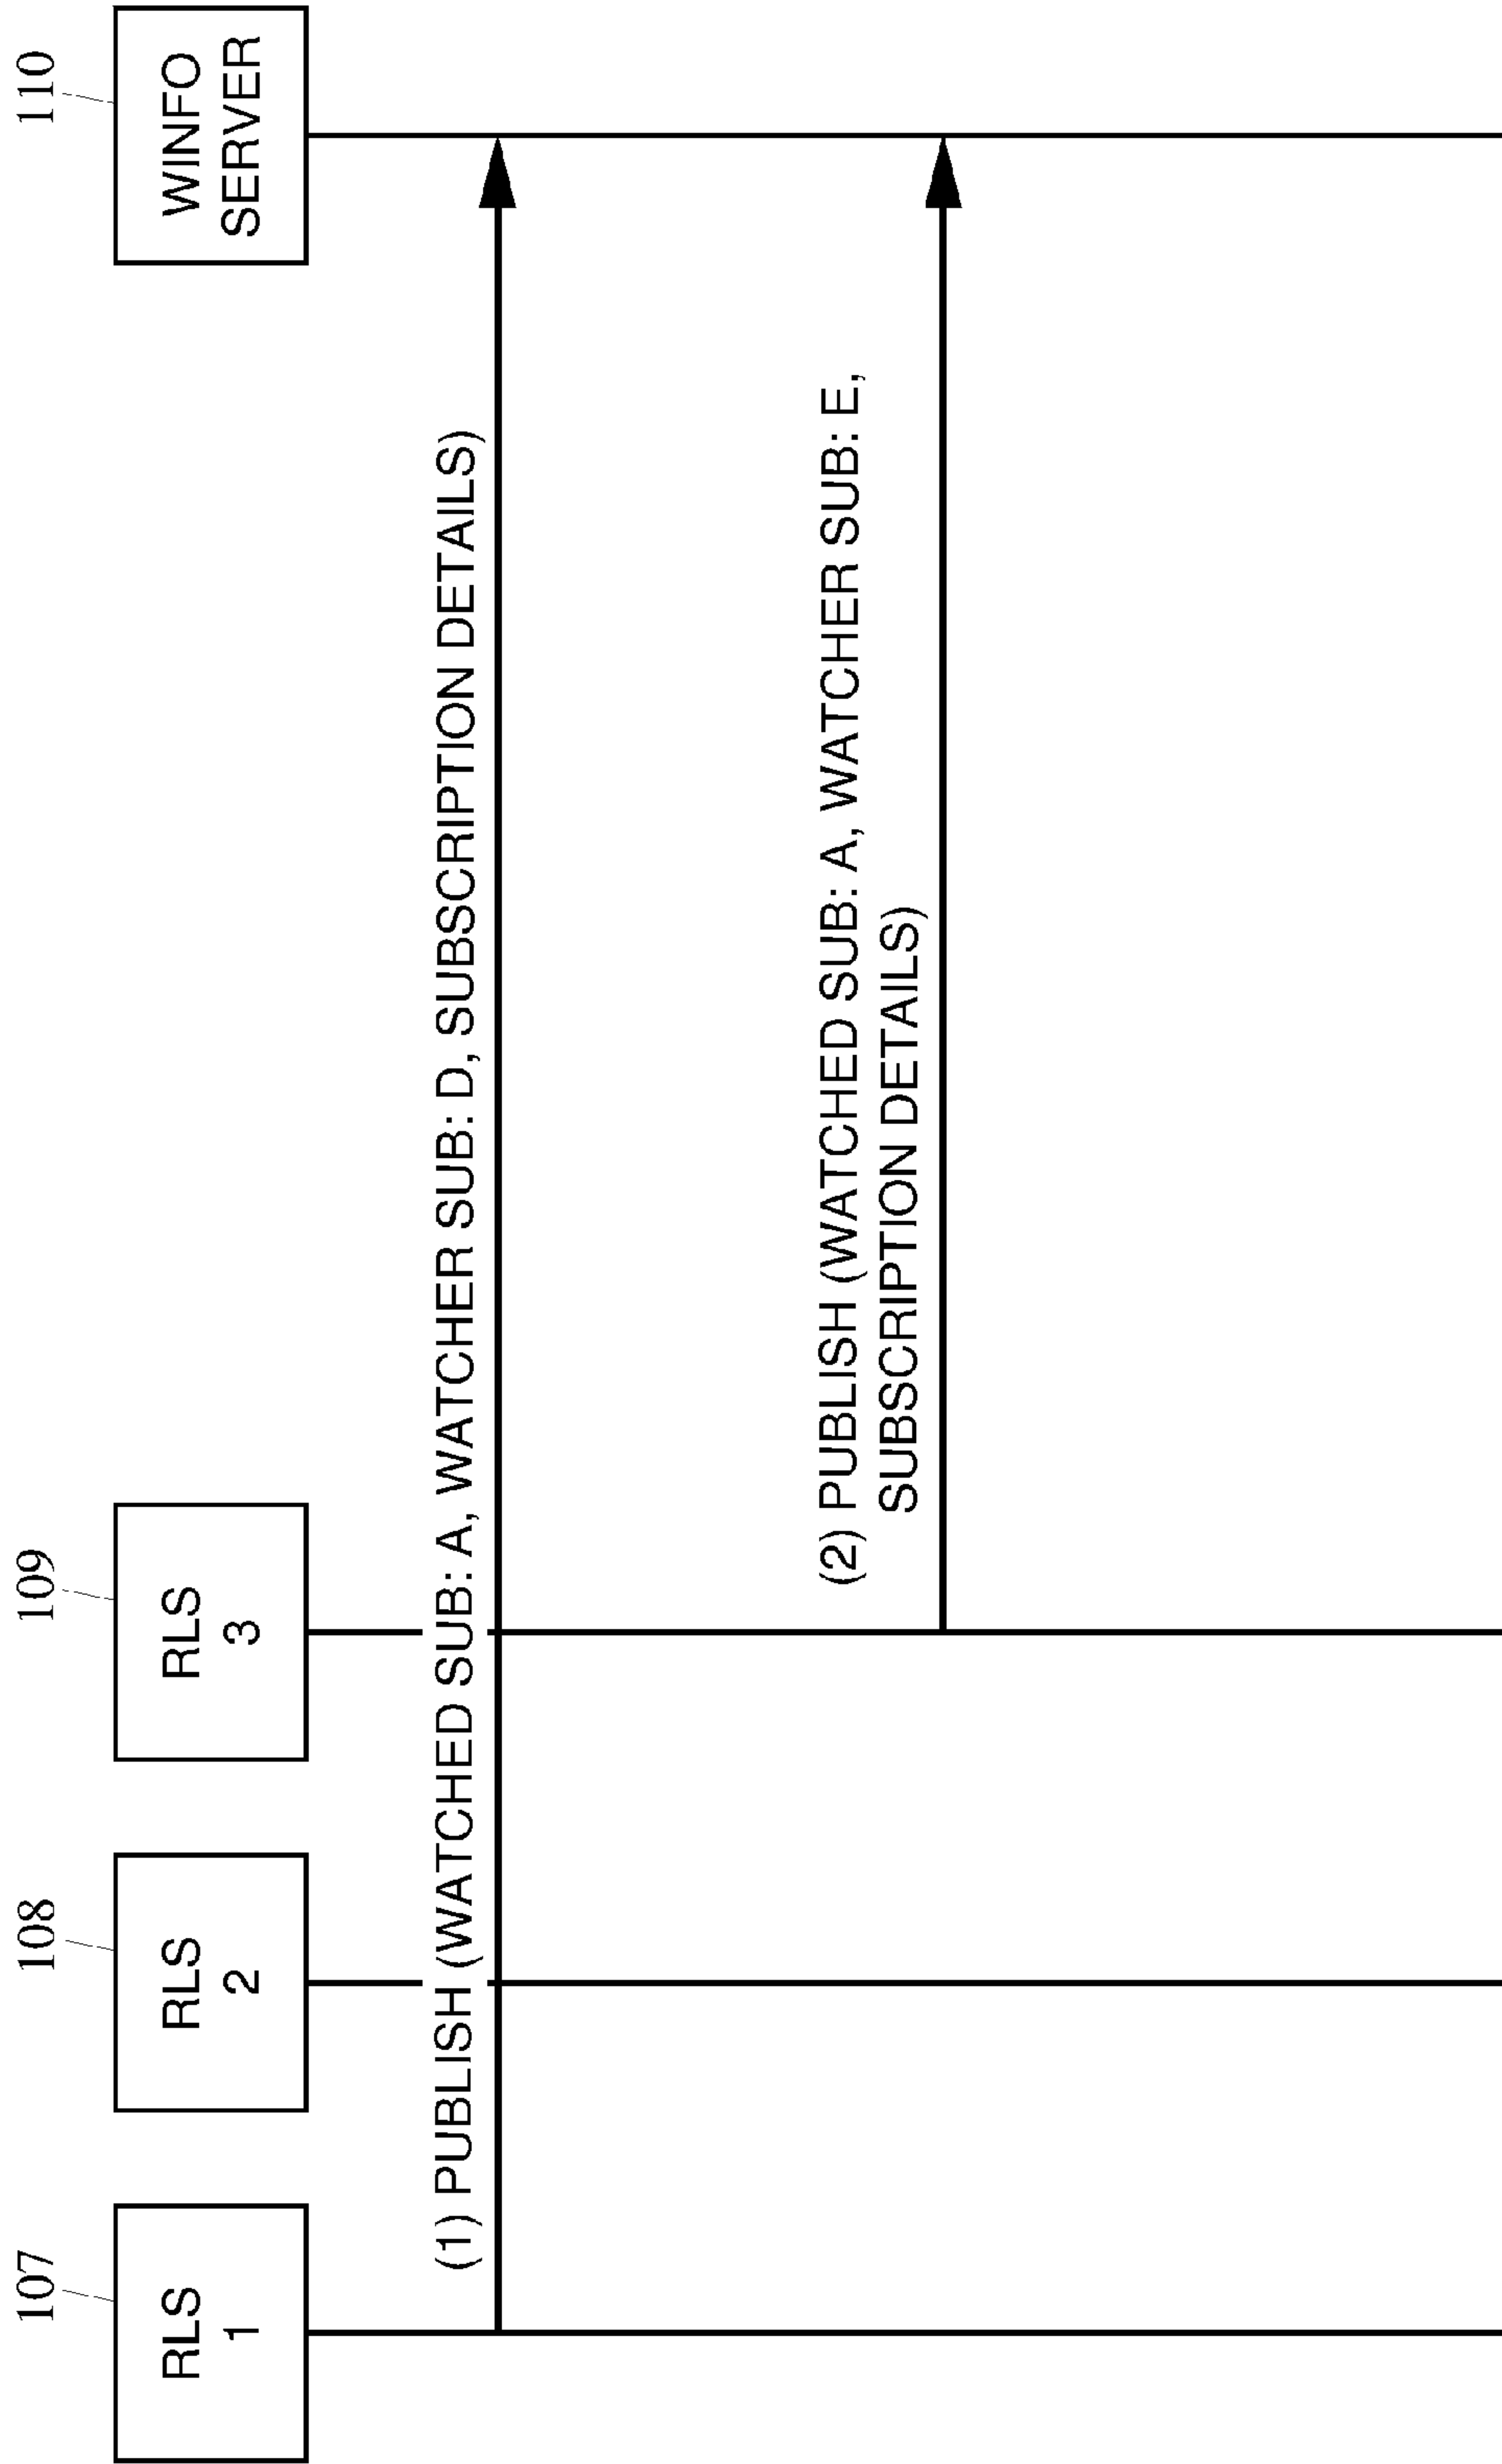 107
108
109
110
RLS
1
RLS
2
RLS
3
WINFO
SERVER
(1) PUBLISH (WATCHED SUB: A, WATCHER SUB: D, SUBSCRIPTION DETAILS)
(2) PUBLISH (WATCHED SUB: A, WATCHER SUB: E,
SUBSCRIPTION DETAILS)